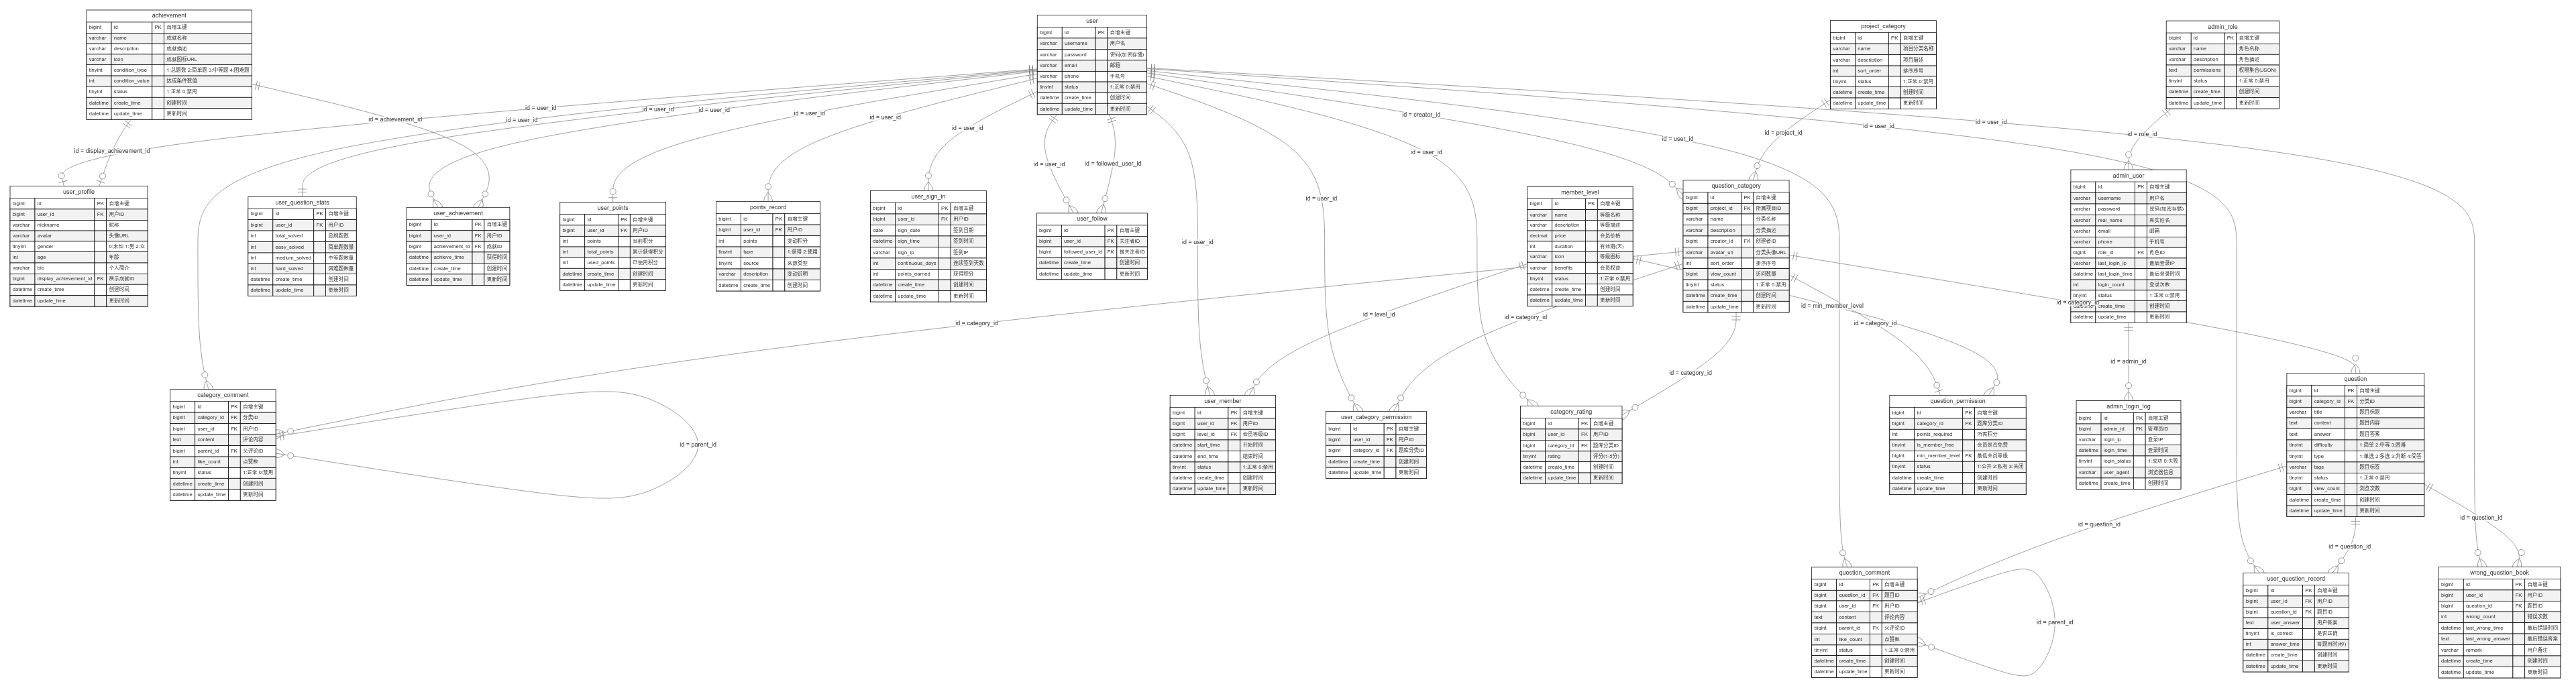 achievement
bigint id PK 自增主键
varchar name 成就名称
varchar description 成就描述
varchar icon 成就图标URL
tinyint condition_type 1:总题数 2:简单题 3:中等题 4:困难题
int condition_value 达成条件数值
tinyint status 1:正常 0:禁用
datetime create_time 创建时间
datetime update_time 更新时间
user
bigint id PK 自增主键
varchar username 用户名
varchar password 密码(加密存储)
varchar email 邮箱
varchar phone 手机号
tinyint status 1:正常 0:禁用
datetime create_time 创建时间
datetime update_time 更新时间
project_category
bigint id PK 自增主键
varchar name 项目分类名称
varchar description 项目描述
int sort_order 排序序号
tinyint status 1:正常 0:禁用
datetime create_time 创建时间
datetime update_time 更新时间
admin_role
bigint id PK 自增主键
varchar name 角色名称
varchar description 角色描述
text permissions 权限集合(JSON)
tinyint status 1:正常 0:禁用
datetime create_time 创建时间
datetime update_time 更新时间
id = user_id
id = user_id
id = user_id
id = achievement_id
id = user_id
id = user_id
id = user_id
id = user_id
id = creator_id
id = user_id
id = user_id
id = user_id
id = project_id
id = role_id
id = user_id
id = user_id
id = display_achievement_id
id = user_id
id = followed_user_id
user_profile
bigint id PK 自增主键
bigint user_id FK 用户ID
varchar nickname 昵称
varchar avatar 头像URL
tinyint gender 0:未知 1:男 2:女
int age 年龄
varchar bio 个人简介
bigint display_achievement_id FK 展示成就ID
datetime create_time 创建时间
datetime update_time 更新时间
user_question_stats
bigint id PK 自增主键
bigint user_id FK 用户ID
int total_solved 总刷题数
int easy_solved 简单题数量
int medium_solved 中等题数量
int hard_solved 困难题数量
datetime create_time 创建时间
datetime update_time 更新时间
user_achievement
bigint id PK 自增主键
bigint user_id FK 用户ID
bigint achievement_id FK 成就ID
datetime achieve_time 获得时间
datetime create_time 创建时间
datetime update_time 更新时间
user_points
bigint id PK 自增主键
bigint user_id FK 用户ID
int points 当前积分
int total_points 累计获得积分
int used_points 已使用积分
datetime create_time 创建时间
datetime update_time 更新时间
points_record
bigint id PK 自增主键
bigint user_id FK 用户ID
int points 变动积分
tinyint type 1:获得 2:使用
tinyint source 来源类型
varchar description 变动说明
datetime create_time 创建时间
user_sign_in
bigint id PK 自增主键
bigint user_id FK 用户ID
date sign_date 签到日期
datetime sign_time 签到时间
varchar sign_ip 签到IP
int continuous_days 连续签到天数
int points_earned 获得积分
datetime create_time 创建时间
datetime update_time 更新时间
user_follow
bigint id PK 自增主键
bigint user_id FK 关注者ID
bigint followed_user_id FK 被关注者ID
datetime create_time 创建时间
datetime update_time 更新时间
member_level
bigint id PK 自增主键
varchar name 等级名称
varchar description 等级描述
decimal price 会员价格
int duration 有效期(天)
varchar icon 等级图标
varchar benefits 会员权益
tinyint status 1:正常 0:禁用
datetime create_time 创建时间
datetime update_time 更新时间
question_category
bigint id PK 自增主键
bigint project_id FK 所属项目ID
varchar name 分类名称
varchar description 分类描述
bigint creator_id FK 创建者ID
varchar avatar_url 分类头像URL
int sort_order 排序序号
bigint view_count 访问数量
tinyint status 1:正常 0:禁用
datetime create_time 创建时间
datetime update_time 更新时间
admin_user
bigint id PK 自增主键
varchar username 用户名
varchar password 密码(加密存储)
varchar real_name 真实姓名
varchar email 邮箱
varchar phone 手机号
bigint role_id FK 角色ID
varchar last_login_ip 最后登录IP
datetime last_login_time 最后登录时间
int login_count 登录次数
tinyint status 1:正常 0:禁用
create_time 创建时间
datetime update_time 更新时间
id = user_id
id = category_id
id = level_id
id = category_id
id = min_member_level
id = category_id
id = category_id
id = category_id
id = admin_id
category_comment
bigint id PK 自增主键
bigint category_id FK 分类ID
bigint user_id FK 用户ID
text content 评论内容
bigint parent_id FK 父评论ID
int like_count 点赞数
tinyint status 1:正常 0:禁用
datetime create_time 创建时间
datetime update_time 更新时间
id = parent_id
user_member
bigint id PK 自增主键
bigint user_id FK 用户ID
bigint level_id FK 会员等级ID
datetime start_time 开始时间
datetime end_time 结束时间
tinyint status 1:正常 0:禁用
datetime create_time 创建时间
datetime update_time 更新时间
user_category_permission
bigint id PK 自增主键
bigint user_id FK 用户ID
bigint category_id FK 题库分类ID
datetime create_time 创建时间
datetime update_time 更新时间
category_rating
bigint id PK 自增主键
bigint user_id FK 用户ID
bigint category_id FK 题库分类ID
tinyint rating 评分(1-5分)
datetime create_time 创建时间
datetime update_time 更新时间
question_permission
bigint id PK 自增主键
bigint category_id FK 题库分类ID
int points_required 所需积分
tinyint is_member_free 会员是否免费
bigint min_member_level FK 最低会员等级
tinyint status 1:公开 2:私有 3:关闭
datetime create_time 创建时间
datetime update_time 更新时间
admin_login_log
bigint id PK 自增主键
bigint admin_id FK 管理员ID
varchar login_ip 登录IP
datetime login_time 登录时间
tinyint login_status 1:成功 0:失败
varchar user_agent 浏览器信息
datetime create_time 创建时间
question
bigint id PK 自增主键
bigint category_id FK 分类ID
varchar title 题目标题
text content 题目内容
text answer 题目答案
tinyint difficulty 1:简单 2:中等 3:困难
tinyint type 1:单选 2:多选 3:判断 4:简答
varchar tags 题目标签
tinyint status 1:正常 0:禁用
bigint view_count 浏览次数
datetime create_time 创建时间
datetime update_time 更新时间
id = question_id
id = question_id
id = question_id
question_comment
bigint id PK 自增主键
bigint question_id FK 题目ID
bigint user_id FK 用户ID
text content 评论内容
bigint parent_id FK 父评论ID
int like_count 点赞数
tinyint status 1:正常 0:禁用
datetime create_time 创建时间
datetime update_time 更新时间
id = parent_id
user_question_record
bigint id PK 自增主键
bigint user_id FK 用户ID
bigint question_id FK 题目ID
text user_answer 用户答案
tinyint is_correct 是否正确
int answer_time 答题用时(秒)
datetime create_time 创建时间
datetime update_time 更新时间
wrong_question_book
bigint id PK 自增主键
bigint user_id FK 用户ID
bigint question_id FK 题目ID
int wrong_count 错误次数
datetime last_wrong_time 最后错误时间
text last_wrong_answer 最后错误答案
varchar remark 用户备注
datetime create_time 创建时间
datetime update_time 更新时间